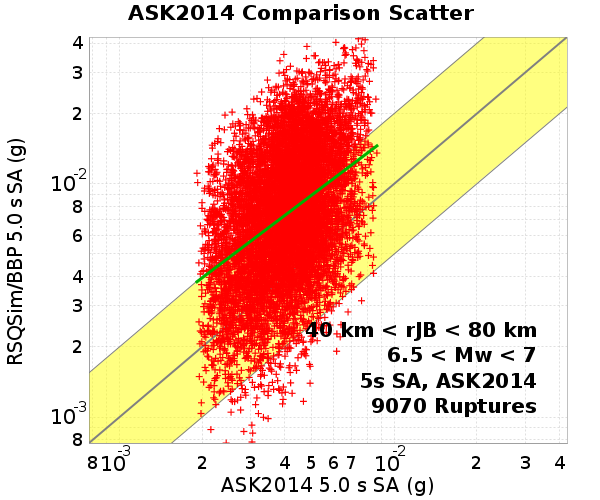 ASK2014 Comparison Scatter
RSQSim/BBP 5.0 s SA (g)
4
3
2
10-2
8
6
4
3
2
10-3
8
40 km < rJB < 80 km
6.5 < Mw < 7
5s SA, ASK2014
9070 Ruptures
8 10-3 2 3 4 5 6 7 10-2 2 3 4
ASK2014 5.0 s SA (g)